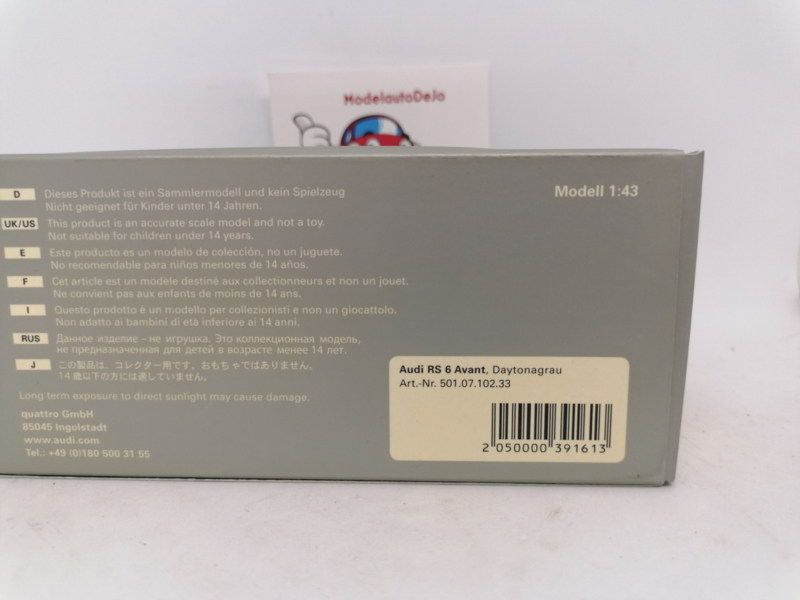 ModelautoDeJo
Modell 1:43
D Dieses Produkt ist ein Sammlermodell und kein Spielzeug
Nicht geeignet für Kinder unter 14 Jahren.
UK/US This product is an accurate scale model and not a toy.
Not suitable for children under 14 years.
E Este producto es un modelo de colección, no un juguete.
No recomendable para niños menores de 14 años.
F Cet article est un modèle destiné aux collectionneurs et non un jouet.
Ne convient pas aux enfants de moins de 14 ans.
I Questo prodotto è un modello per collezionisti e non un giocattolo.
Non adatto ai bambini di età inferiore ai 14 anni.
RUS Данное изделие – не игрушка. Это коллекционная модель,
не предназначенная для детей в возрасте менее 14 лет.
J この製品は、コレクター用です。おもちゃではありません。
14歳以下の方には適していません。
Long term exposure to direct sunlight may cause damage.
quattro GmbH
85045 Ingolstadt
www.audi.com
Tel.: +49 (0)180 500 31 55
Audi RS 6 Avant, Daytonagrau
Art.-Nr. 501.07.102.33
2 050000 391613